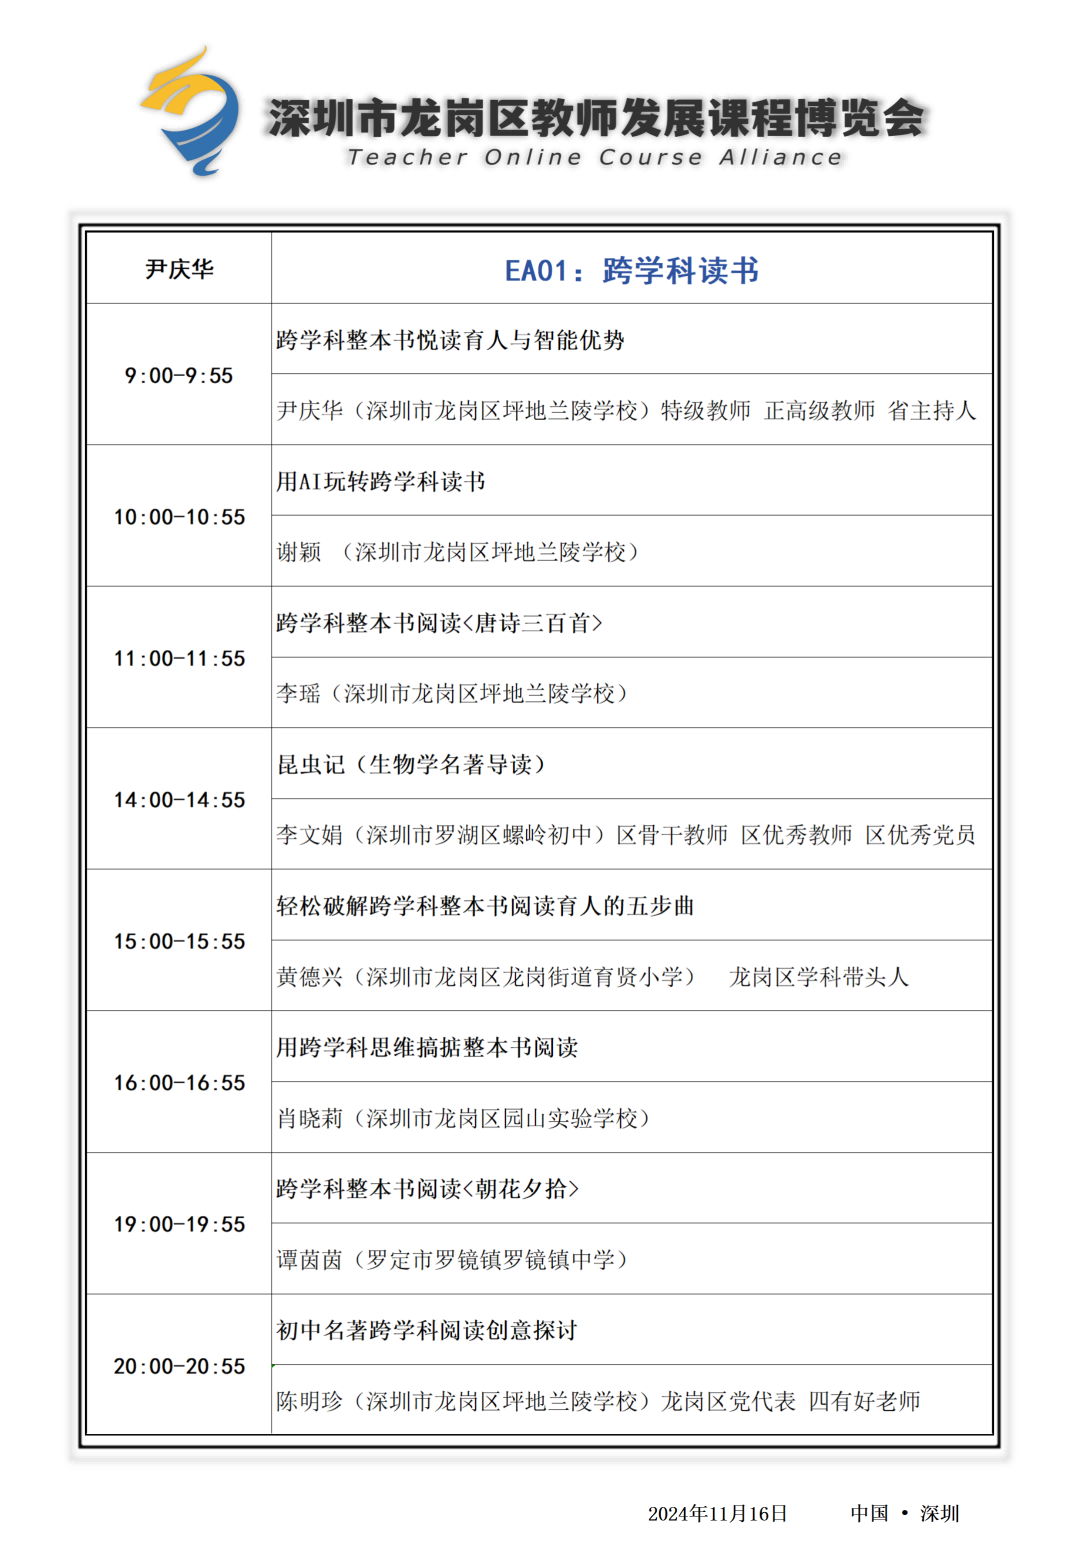 深圳市龙岗区教师发展课程博览会
Teacher Online Course Alliance
尹庆华
EA01：跨学科读书
9:00-9:55
跨学科整本书悦读育人与智能优势
尹庆华（深圳市龙岗区坪地兰陵学校）特级教师 正高级教师 省主持人
10:00-10:55
用AI玩转跨学科读书
谢颖 （深圳市龙岗区坪地兰陵学校）
11:00-11:55
跨学科整本书阅读<唐诗三百首>
李瑶（深圳市龙岗区坪地兰陵学校）
14:00-14:55
昆虫记（生物学名著导读）
李文娟（深圳市罗湖区螺岭初中）区骨干教师 区优秀教师 区优秀党员
15:00-15:55
轻松破解跨学科整本书阅读育人的五步曲
黄德兴（深圳市龙岗区龙岗街道育贤小学） 龙岗区学科带头人
16:00-16:55
用跨学科思维搞掂整本书阅读
肖晓莉（深圳市龙岗区园山实验学校）
19:00-19:55
跨学科整本书阅读<朝花夕拾>
谭茵茵（罗定市罗镜镇罗镜镇中学）
20:00-20:55
初中名著跨学科阅读创意探讨
陈明珍（深圳市龙岗区坪地兰陵学校）龙岗区党代表 四有好老师
2024年11月16日 中国 • 深圳